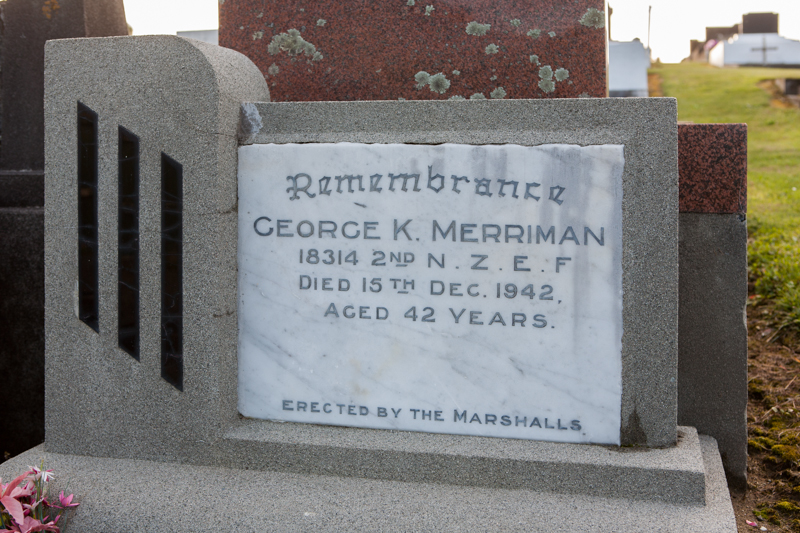 Remembrance
GEORGE K. MERRIMAN
18314 2ND N.Z.E.F
DIED 15TH DEC. 1942,
AGED 42 YEARS.
ERECTED BY THE MARSHALLS